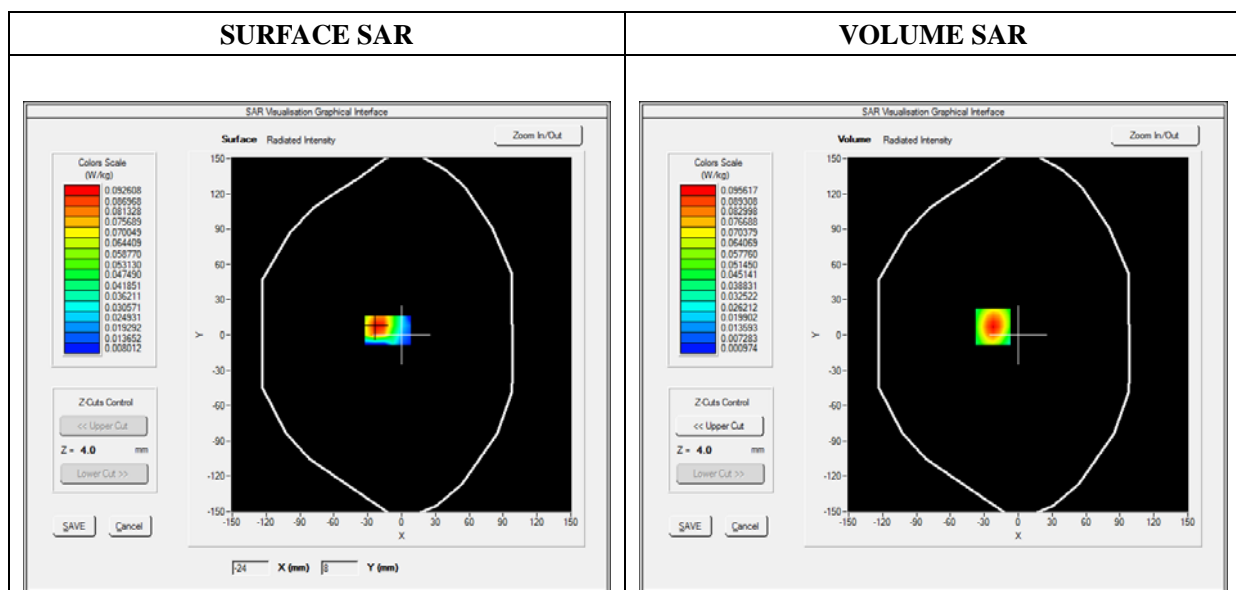 SURFACE SAR
VOLUME SAR
SAR Visualisation Graphical Interface
Surface Radiated Intensity
Zoom In/Out
Colors Scale
(W/kg)
0.092608
0.086968
0.081328
0.075689
0.070049
0.064409
0.058770
0.053130
0.047490
0.041851
0.036211
0.030571
0.024931
0.019292
0.013652
0.008012
Z-Cuts Control
<< Upper Cut
Z = 4.0 mm
Lower Cut >>
SAVE Cancel
150
120
90
60
30
0
-30
-60
-90
-120
-150
Y
-150 -120 -90 -60 -30 0 30 60 90 120 150
X
-24 X (mm) 8 Y (mm)
SAR Visualisation Graphical Interface
Volume Radiated Intensity
Zoom In/Out
Colors Scale
(W/kg)
0.095617
0.089308
0.082998
0.076688
0.070379
0.064069
0.057760
0.051450
0.045141
0.038831
0.032522
0.026212
0.019902
0.013593
0.007283
0.000974
Z-Cuts Control
<< Upper Cut
Z = 4.0 mm
Lower Cut >>
SAVE Cancel
150
120
90
60
30
0
-30
-60
-90
-120
-150
Y
-150 -120 -90 -60 -30 0 30 60 90 120 150
X